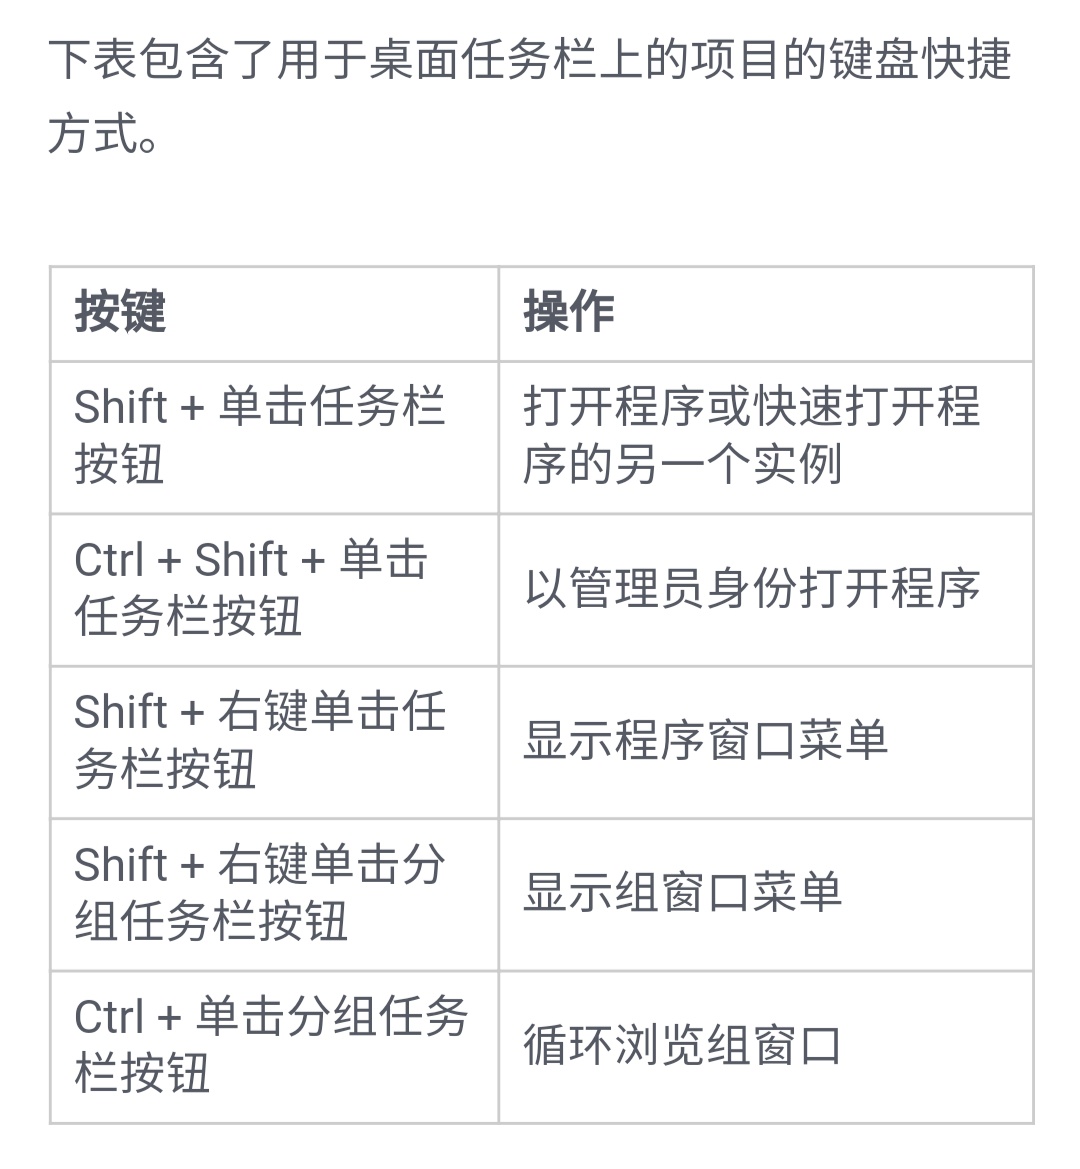 下表包含了用于桌面任务栏上的项目的键盘快捷
方式。
按键
操作
Shift + 单击任务栏
按钮
打开程序或快速打开程
序的另一个实例
Ctrl + Shift + 单击
任务栏按钮
以管理员身份打开程序
Shift + 右键单击任
务栏按钮
显示程序窗口菜单
Shift + 右键单击分
组任务栏按钮
显示组窗口菜单
Ctrl + 单击分组任务
栏按钮
循环浏览组窗口